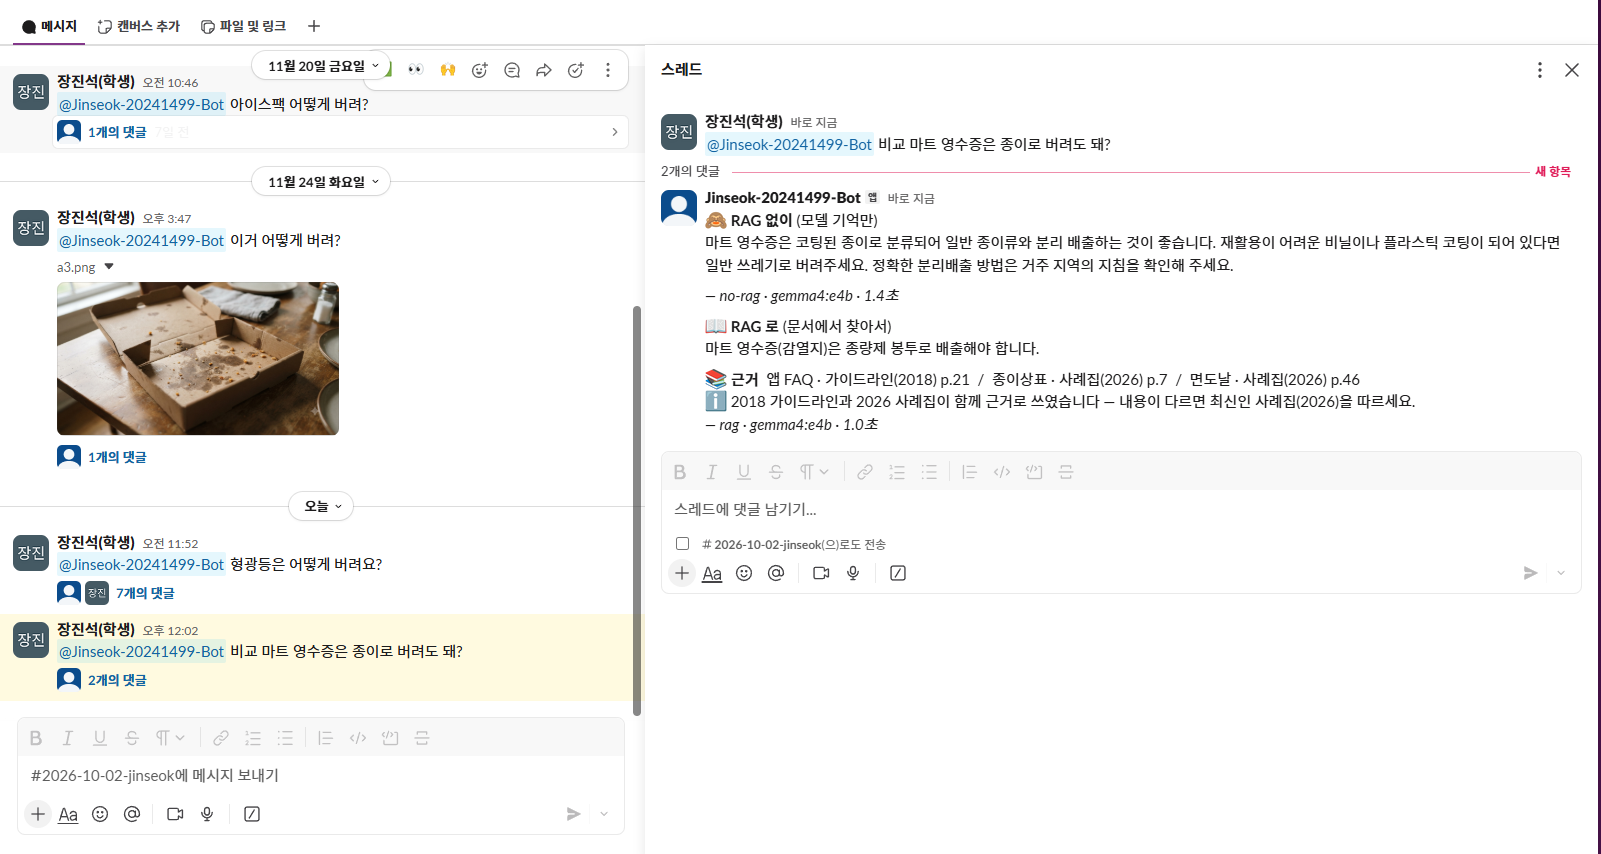 메시지
캔버스 추가
파일 및 링크
11월 20일 금요일
장진
장진석(학생) 오전 10:46
@Jinseok-20241499-Bot 아이스팩 어떻게 버려?
1개의 댓글 7일 전
11월 24일 화요일
장진
장진석(학생) 오후 3:47
@Jinseok-20241499-Bot 이거 어떻게 버려?
a3.png
1개의 댓글
오늘
장진
장진석(학생) 오전 11:52
@Jinseok-20241499-Bot 형광등은 어떻게 버려요?
장진 7개의 댓글
장진
장진석(학생) 오후 12:02
@Jinseok-20241499-Bot 비교 마트 영수증은 종이로 버려도 돼?
2개의 댓글
#2026-10-02-jinseok에 메시지 보내기
Aa
스레드
장진
장진석(학생) 바로 지금
@Jinseok-20241499-Bot 비교 마트 영수증은 종이로 버려도 돼?
2개의 댓글
새 항목
Jinseok-20241499-Bot 앱 바로 지금
RAG 없이 (모델 기억만)
마트 영수증은 코팅된 종이로 분류되어 일반 종이류와 분리 배출하는 것이 좋습니다. 재활용이 어려운 비닐이나 플라스틱 코팅이 되어 있다면
일반 쓰레기로 버려주세요. 정확한 분리배출 방법은 거주 지역의 지침을 확인해 주세요.
— no-rag · gemma4:e4b · 1.4초
RAG 로 (문서에서 찾아서)
마트 영수증(감열지)은 종량제 봉투로 배출해야 합니다.
근거 앱 FAQ · 가이드라인(2018) p.21 / 종이상표 · 사례집(2026) p.7 / 면도날 · 사례집(2026) p.46
2018 가이드라인과 2026 사례집이 함께 근거로 쓰였습니다 — 내용이 다르면 최신인 사례집(2026)을 따르세요.
— rag · gemma4:e4b · 1.0초
스레드에 댓글 남기기...
# 2026-10-02-jinseok(으)로도 전송
Aa